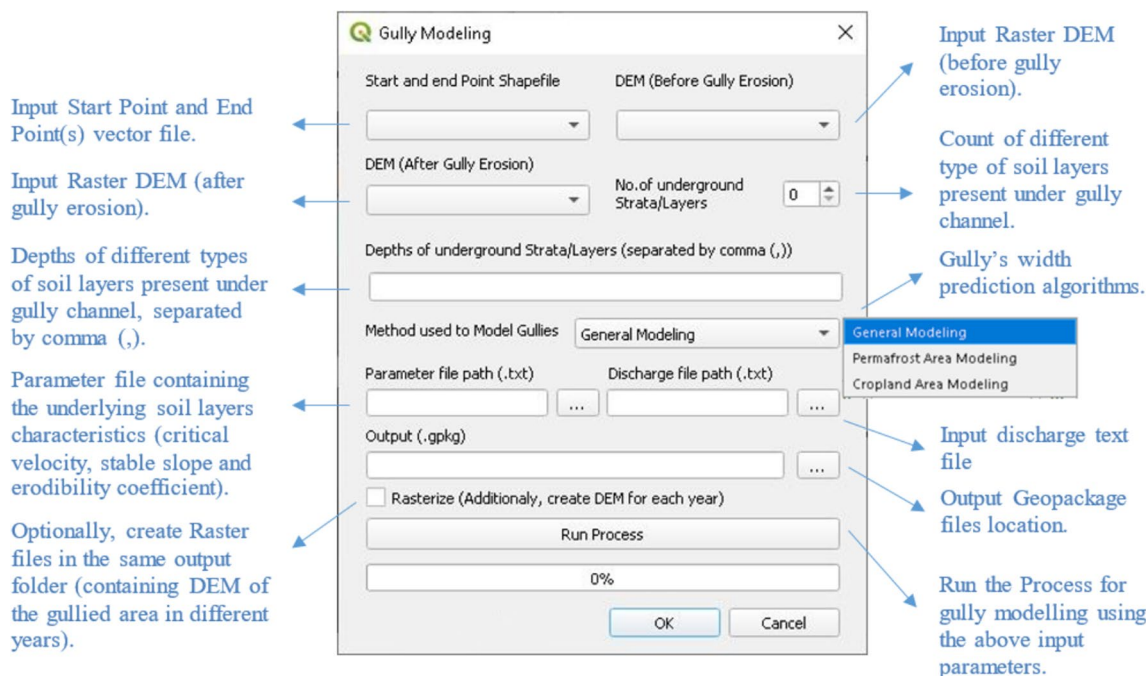 Gully Modeling
Start and end Point Shapefile
DEM (Before Gully Erosion)
DEM (After Gully Erosion)
No.of underground
Strata/Layers
0
Depths of underground Strata/Layers (separated by comma (,))
Method used to Model Gullies
General Modeling
General Modeling
Permafrost Area Modeling
Cropland Area Modeling
Parameter file path (.txt)
Discharge file path (.txt)
...
...
Output (.gpkg)
...
Rasterize (Additionaly, create DEM for each year)
Run Process
0%
OK
Cancel
Input Start Point and End
Point(s) vector file.
Input Raster DEM (after
gully erosion).
Depths of different types
of soil layers present under
gully channel, separated
by comma (,).
Parameter file containing
the underlying soil layers
characteristics (critical
velocity, stable slope and
erodibility coefficient).
Optionally, create Raster
files in the same output
folder (containing DEM of
the gullied area in different
years).
Input Raster DEM
(before gully
erosion).
Count of different
type of soil layers
present under gully
channel.
Gully's width
prediction algorithms.
Input discharge text
file
Output Geopackage
files location.
Run the Process for
gully modelling using
the above input
parameters.